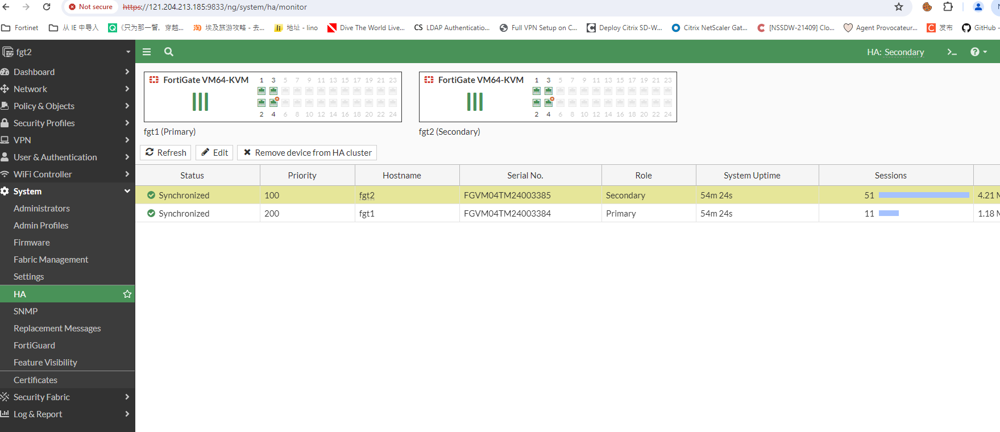 Not secure https://121.204.213.185:9833/ng/system/ha/monitor
Fortinet 从 IE 中导入 《只为那一瞥，穿越... 埃及旅游攻略 - 去... 地址 - lino Dive The World Live... CS LDAP Authenticatio... Full VPN Setup on C... Deploy Citrix SD-W... Citrix NetScaler Gat... [NSSDW-21409] Clo... Agent Provocateur... 发布 GitHub -
fgt2
HA: Secondary
Dashboard
Network
Policy & Objects
Security Profiles
VPN
User & Authentication
WiFi Controller
System
Administrators
Admin Profiles
Firmware
Fabric Management
Settings
HA
SNMP
Replacement Messages
FortiGuard
Feature Visibility
Certificates
Security Fabric
Log & Report
FortiGate VM64-KVM
1 3 5 7 9 11 13 15 17 19 21 23
2 4 6 8 10 12 14 16 18 20 22 24
fgt1 (Primary)
FortiGate VM64-KVM
1 3 5 7 9 11 13 15 17 19 21 23
2 4 6 8 10 12 14 16 18 20 22 24
fgt2 (Secondary)
Refresh Edit Remove device from HA cluster
Status Priority Hostname Serial No. Role System Uptime Sessions
Synchronized 100 fgt2 FGVM04TM24003385 Secondary 54m 24s 51 4.21 M
Synchronized 200 fgt1 FGVM04TM24003384 Primary 54m 24s 11 1.18 M